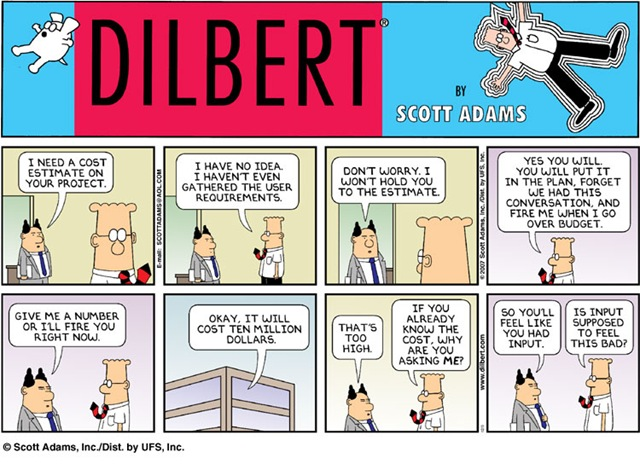 DILBERT®
BY
SCOTT ADAMS
I NEED A COST
ESTIMATE ON
YOUR PROJECT.
E-mail: SCOTTADAMS@AOL.COM
I HAVE NO IDEA.
I HAVEN'T EVEN
GATHERED THE USER
REQUIREMENTS.
DON'T WORRY. I
WON'T HOLD YOU
TO THE ESTIMATE.
© 2007 Scott Adams, Inc./Dist. by UFS, Inc.
YES YOU WILL.
YOU WILL PUT IT
IN THE PLAN, FORGET
WE HAD THIS
CONVERSATION, AND
FIRE ME WHEN I GO
OVER BUDGET.
GIVE ME A NUMBER
OR I'LL FIRE YOU
RIGHT NOW.
OKAY, IT WILL
COST TEN MILLION
DOLLARS.
THAT'S
TOO
HIGH.
IF YOU
ALREADY
KNOW THE
COST, WHY
ARE YOU
ASKING ME?
www.dilbert.com
SO YOU'LL
FEEL LIKE
YOU HAD
INPUT.
IS INPUT
SUPPOSED
TO FEEL
THIS BAD?
© Scott Adams, Inc./Dist. by UFS, Inc.